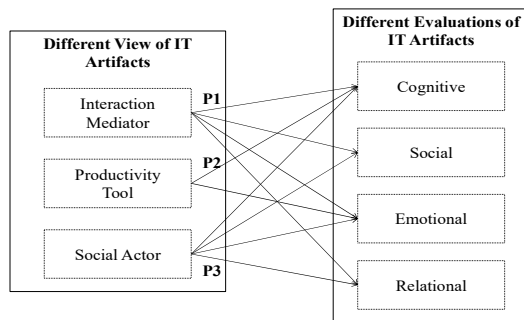 Different View of IT
Artifacts
Interaction
Mediator
Productivity
Tool
Social Actor
P1
P2
P3
Different Evaluations of
IT Artifacts
Cognitive
Social
Emotional
Relational